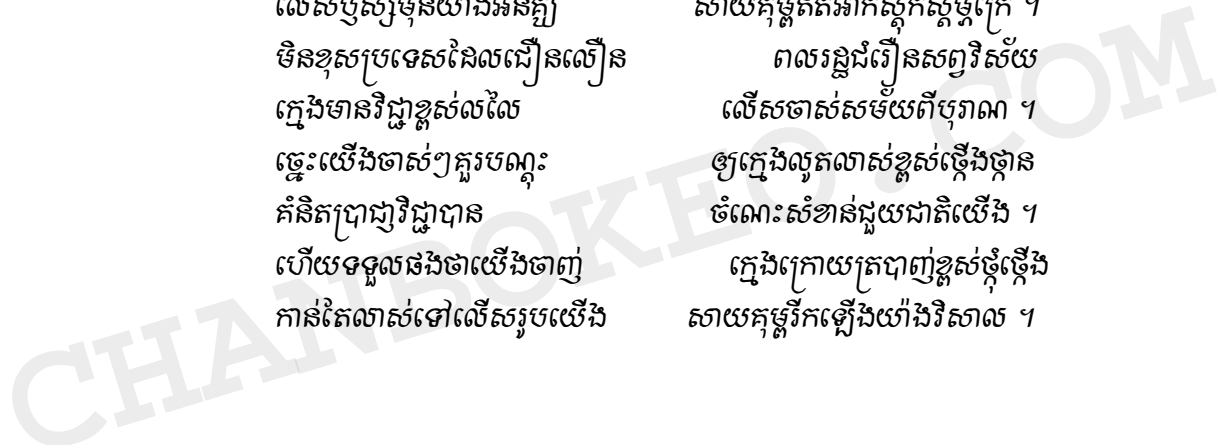 មិនខុសប្រទេសដែលជឿនលឿន ពលរដ្ឋជំរឿនសព្វវិស័យ
ក្មេងមានវិជ្ជាខ្ពស់លលៃ លើសចាស់សម័យពីបុរាណ ។
ច្នេះយើងចាស់ៗគួរបណ្តុះ ឲ្យក្មេងលូតលាស់ខ្ពស់ថ្កើងថ្កាន
គំនិតប្រាជ្ញាវិជ្ជាបាន ចំណេះសំខាន់ជួយជាតិយើង ។
ហើយទទួលផងថាយើងចាញ់ ក្មេងក្រោយត្របាញ់ខ្ពស់ថ្កុំថ្កើង
កាន់តែលាស់ទៅលើសរូបយើង សាយគុម្ពរីកឡើងយ៉ាងវិសាល ។
CHANBOKEO.COM